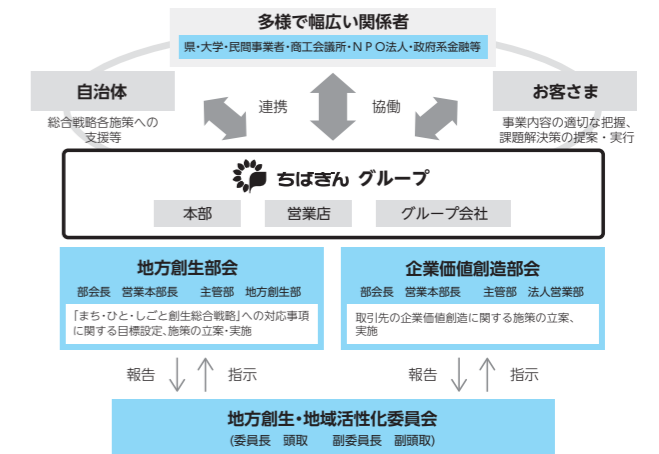 多様で幅広い関係者
県・大学・民間事業者・商工会議所・ＮＰＯ法人・政府系金融等
自治体
総合戦略各施策への
支援等
連携
協働
お客さま
事業内容の適切な把握、
課題解決策の提案・実行
ちばぎん グループ
本部
営業店
グループ会社
地方創生部会
部会長 営業本部長 主管部 地方創生部
「まち・ひと・しごと創生総合戦略」への対応事項
に関する目標設定、施策の立案・実施
企業価値創造部会
部会長 営業本部長 主管部 法人営業部
取引先の企業価値創造に関する施策の立案、
実施
報告
指示
報告
指示
地方創生・地域活性化委員会
(委員長 頭取 副委員長 副頭取)